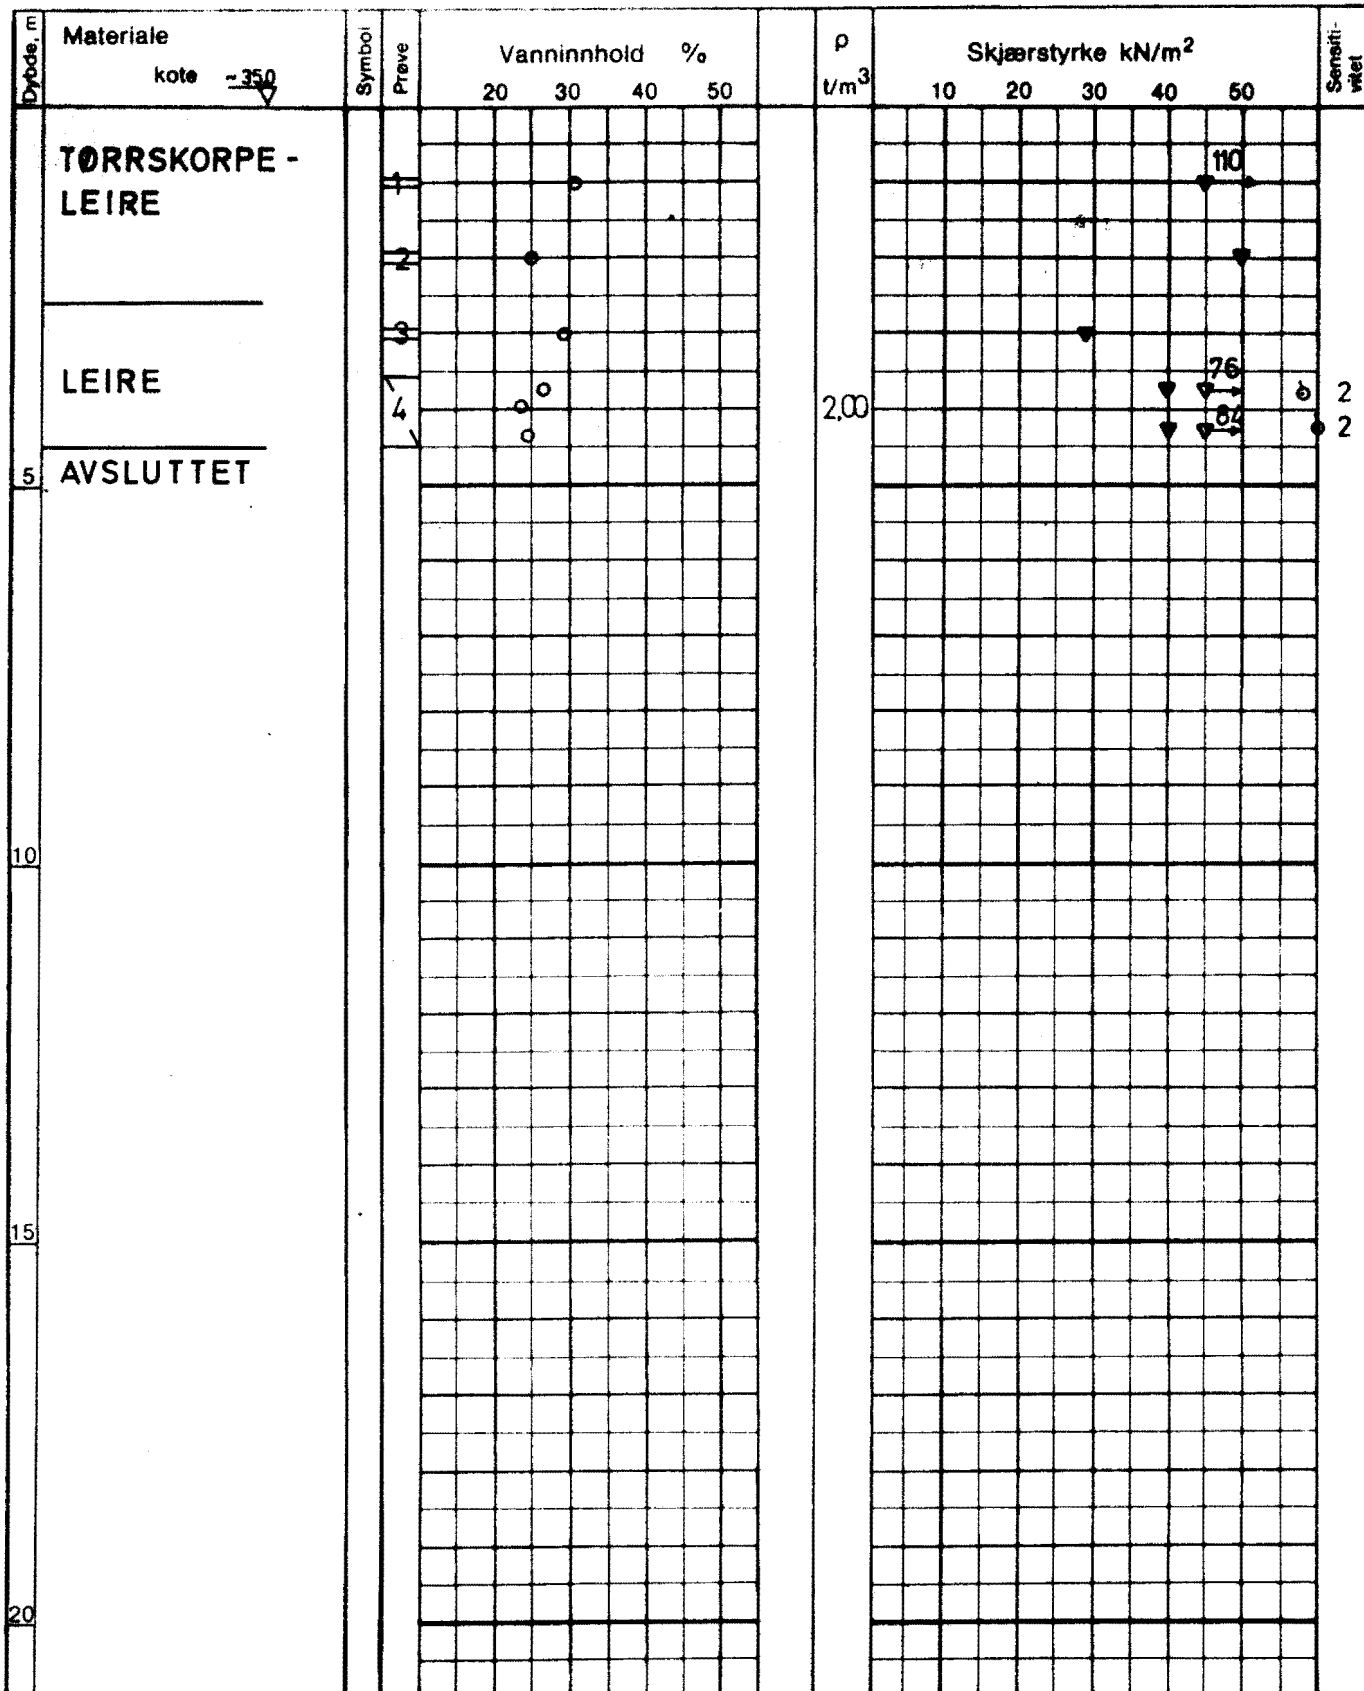 Dybde, m
Materiale
kote ~350
Symbol
Prøve
Vanninnhold %
20 30 40 50
ρ
t/m³
Skjærstyrke kN/m²
10 20 30 40 50
Sensiti-
vitet
TØRRSKORPE-
LEIRE
1
110
2
3
LEIRE
4
76
2
2,00
84
2
AVSLUTTET
5
10
15
20